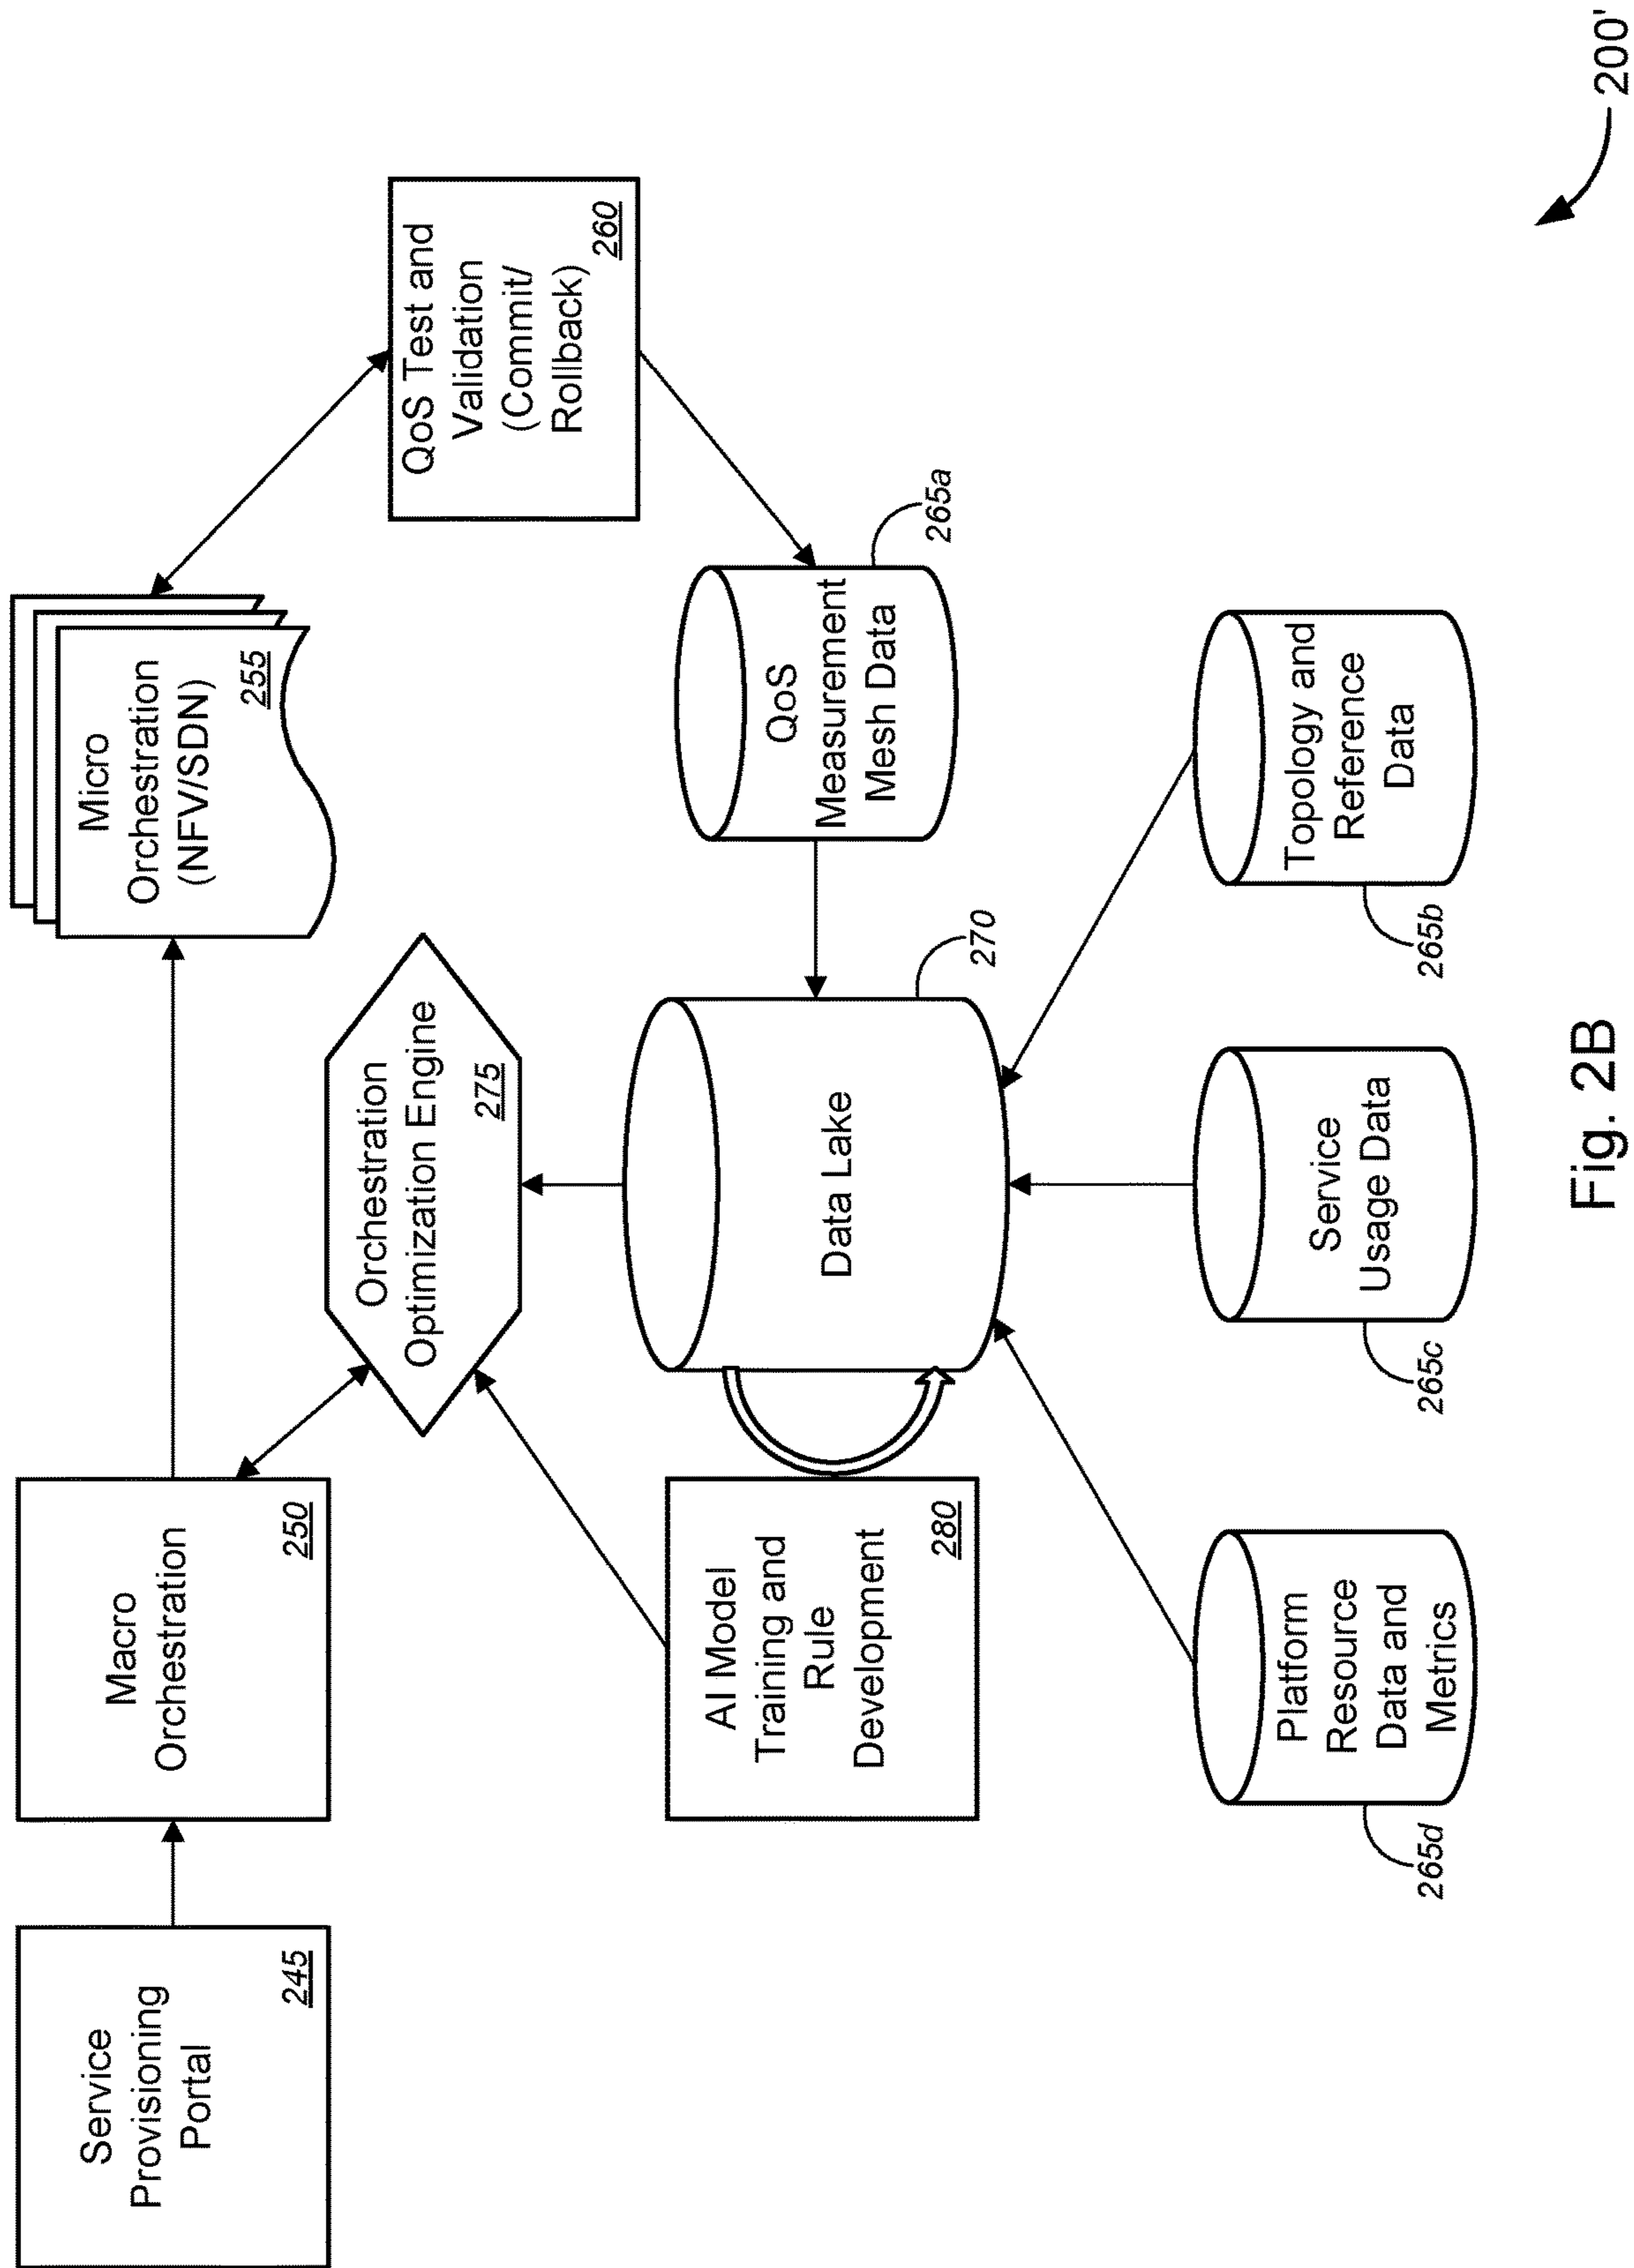 Service
Provisioning
Portal
245
Macro
Orchestration
250
Micro
Orchestration
(NFV/SDN)
255
Orchestration
Optimization Engine
275
QoS Test and
Validation
(Commit/
Rollback)
260
AI Model
Training and
Rule
Development
280
Data Lake
270
QoS
Measurement
Mesh Data
265a
Platform
Resource
Data and
Metrics
265d
Service
Usage Data
265c
Topology and
Reference
Data
265b
Fig. 2B
200'